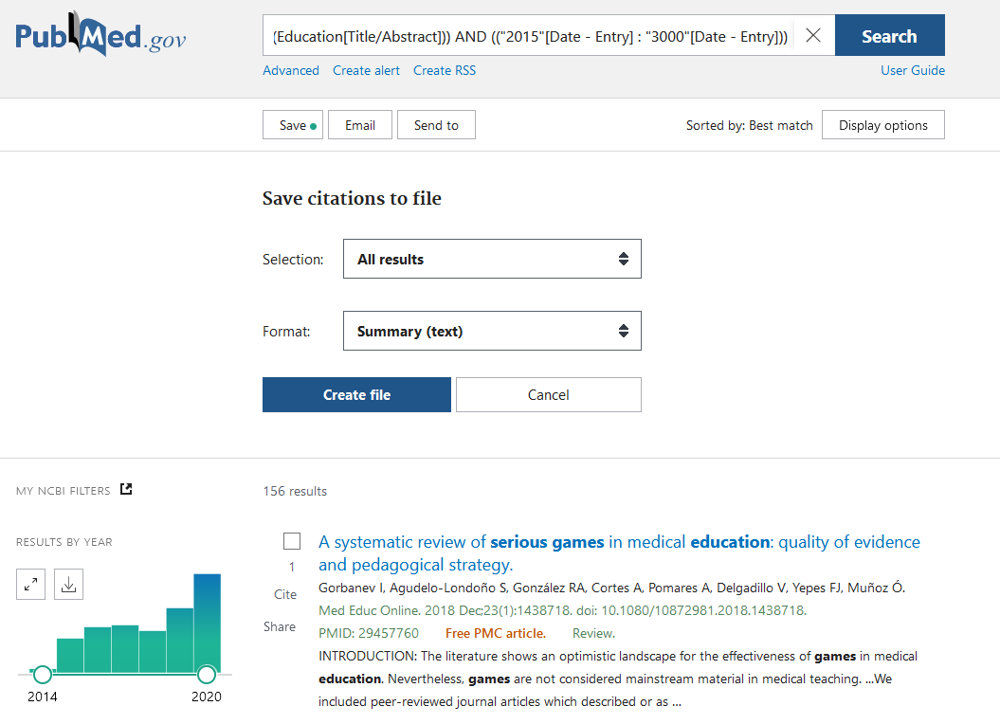 PubMed.gov
(Education[Title/Abstract])) AND (("2015"[Date - Entry] : "3000"[Date - Entry]))
Search
Advanced Create alert Create RSS
User Guide
Save
Email
Send to
Sorted by: Best match
Display options
Save citations to file
Selection:
All results
Format:
Summary (text)
Create file
Cancel
MY NCBI FILTERS
156 results
RESULTS BY YEAR
2014
2020
1
Cite
Share
A systematic review of serious games in medical education: quality of evidence
and pedagogical strategy.
Gorbanev I, Agudelo-Londoño S, González RA, Cortes A, Pomares A, Delgadillo V, Yepes FJ, Muñoz Ó.
Med Educ Online. 2018 Dec;23(1):1438718. doi: 10.1080/10872981.2018.1438718.
PMID: 29457760 Free PMC article. Review.
INTRODUCTION: The literature shows an optimistic landscape for the effectiveness of games in medical
education. Nevertheless, games are not considered mainstream material in medical teaching. ...We
included peer-reviewed journal articles which described or as ...